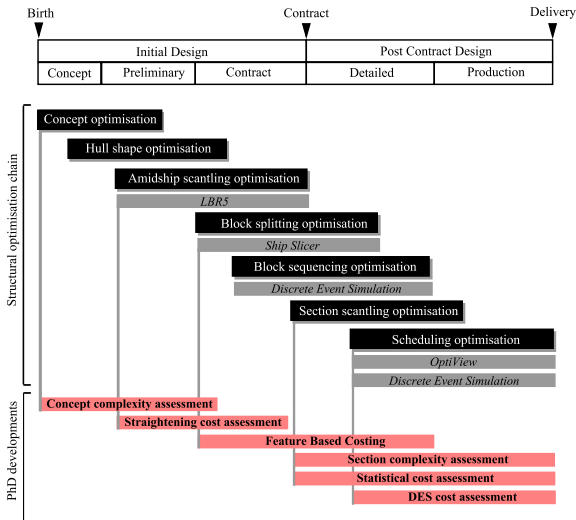 Birth
Contract
Delivery
Initial Design
Post Contract Design
Concept
Preliminary
Contract
Detailed
Production
Structural optimisation chain
Concept optimisation
Hull shape optimisation
Amidship scantling optimisation
LBR5
Block splitting optimisation
Ship Slicer
Block sequencing optimisation
Discrete Event Simulation
Section scantling optimisation
Scheduling optimisation
OptiView
Discrete Event Simulation
PhD developments
Concept complexity assessment
Straightening cost assessment
Feature Based Costing
Section complexity assessment
Statistical cost assessment
DES cost assessment